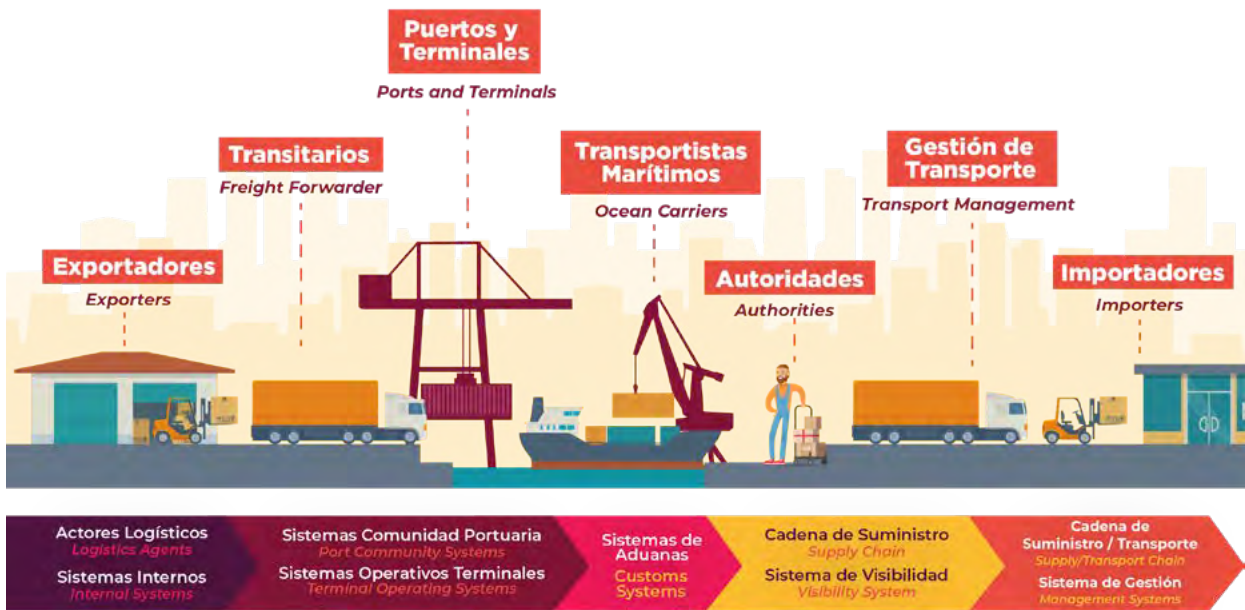 Puertos y
Terminales
Ports and Terminals
Transitarios
Freight Forwarder
Transportistas
Marítimos
Ocean Carriers
Gestión de
Transporte
Transport Management
Exportadores
Exporters
Autoridades
Authorities
Importadores
Importers
Actores Logísticos
Logistics Agents
Sistemas Internos
Internal Systems
Sistemas Comunidad Portuaria
Port Community Systems
Sistemas Operativos Terminales
Terminal Operating Systems
Sistemas de
Aduanas
Customs
Systems
Cadena de Suministro
Supply Chain
Sistema de Visibilidad
Visibility System
Cadena de
Suministro / Transporte
Supply/Transport Chain
Sistema de Gestión
Management Systems